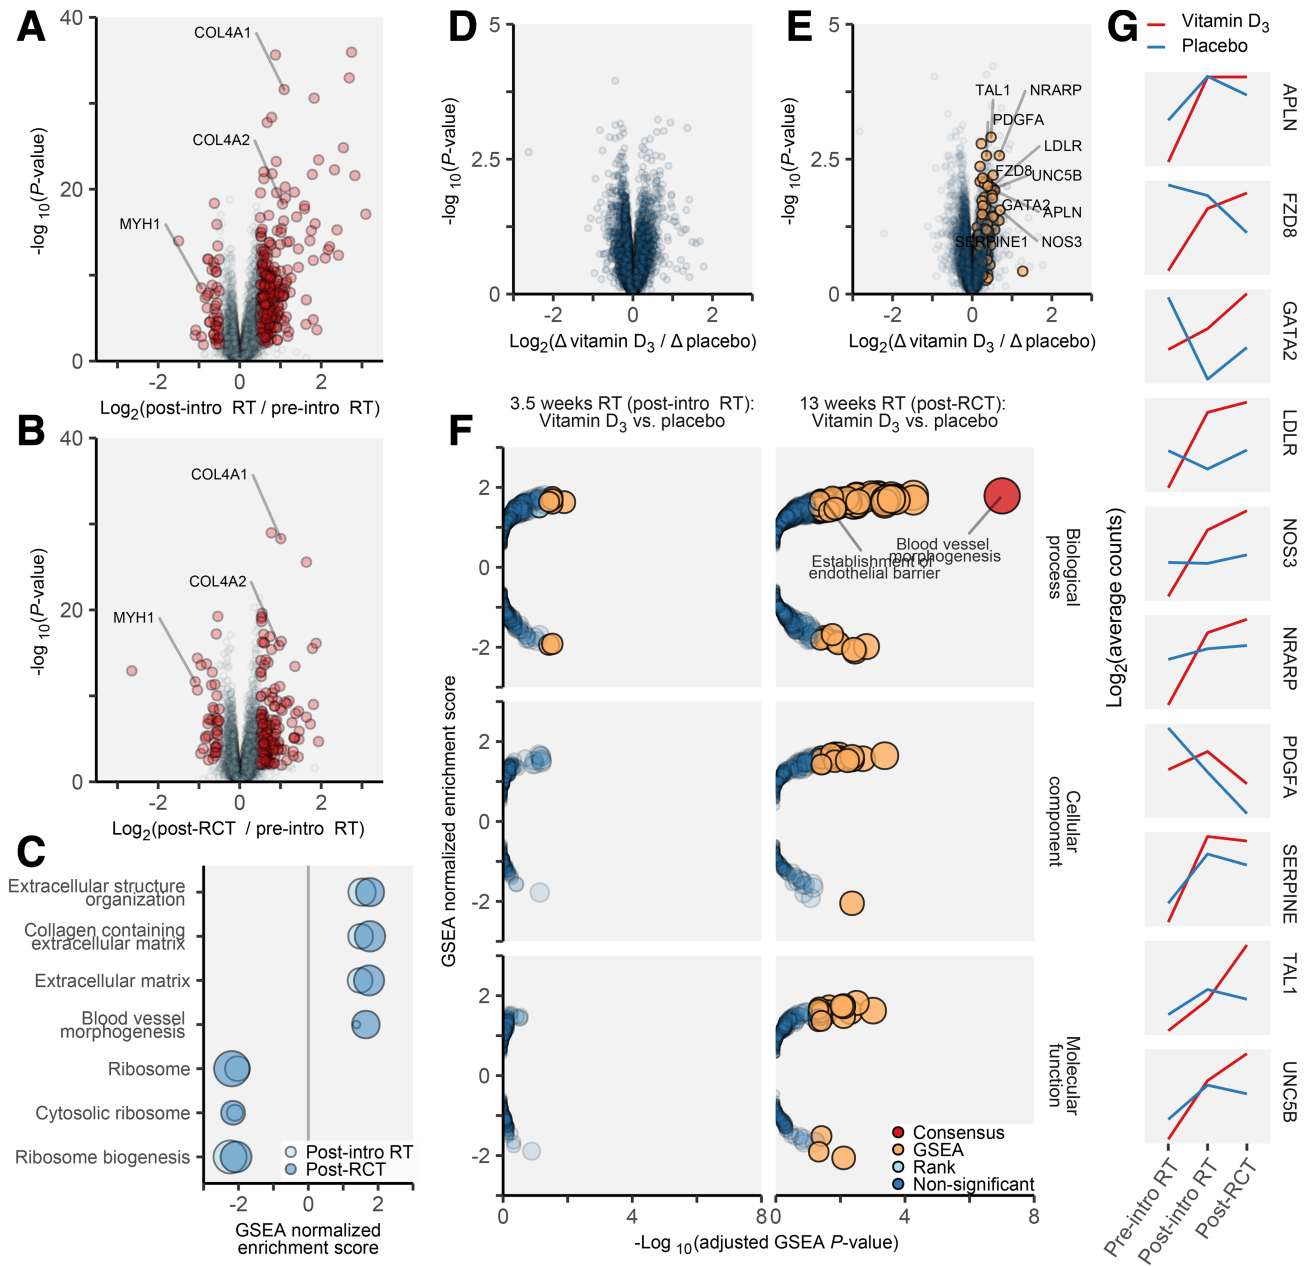 A
40
20
0
-log 10(P-value)
COL4A1
COL4A2
MYH1
-2
0
2
Log2(post-intro RT / pre-intro RT)
B
40
20
0
-log 10(P-value)
COL4A1
COL4A2
MYH1
-2
0
2
Log2(post-RCT / pre-intro RT)
C
Extracellular structure
organization
Collagen containing
extracellular matrix
Extracellular matrix
Blood vessel
morphogenesis
Ribosome
Cytosolic ribosome
Ribosome biogenesis
Post-intro RT
Post-RCT
-2
0
2
GSEA normalized
enrichment score
D
5
2.5
0
-log 10(P-value)
-2
0
2
Log2(Δ vitamin D3 / Δ placebo)
E
5
2.5
0
-log 10(P-value)
TAL1
NRARP
PDGFA
LDLR
FZD8
UNC5B
GATA2
APLN
SERPINE1
NOS3
-2
0
2
Log2(Δ vitamin D3 / Δ placebo)
F
3.5 weeks RT (post-intro RT):
Vitamin D3 vs. placebo
13 weeks RT (post-RCT):
Vitamin D3 vs. placebo
GSEA normalized enrichment score
2
0
-2
Blood vessel
morphogenesis
Establishment of
endothelial barrier
Biological
process
2
0
-2
Cellular
component
2
0
-2
Molecular
function
Consensus
GSEA
Rank
Non-significant
0
4
8
0
4
8
-Log 10(adjusted GSEA P-value)
G
Vitamin D3
Placebo
Log2(average counts)
APLN
FZD8
GATA2
LDLR
NOS3
NRARP
PDGFA
SERPINE
TAL1
UNC5B
Pre-intro RT
Post-intro RT
Post-RCT